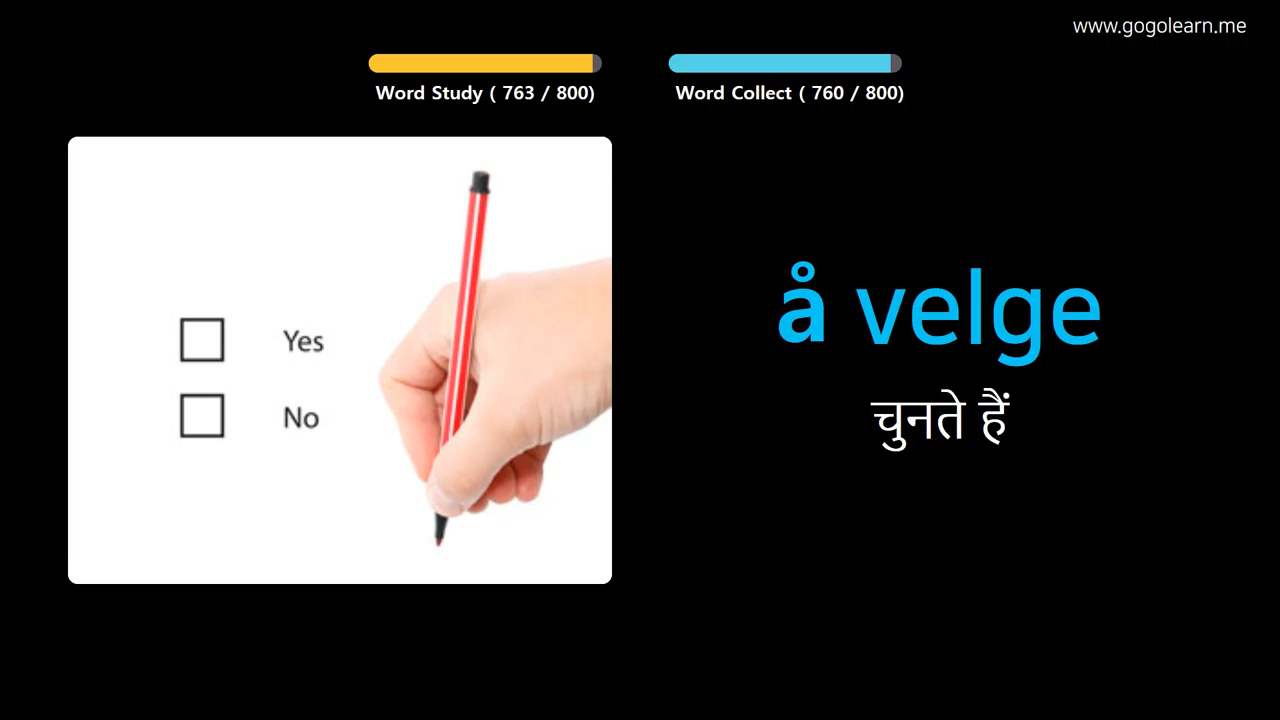 www.gogolearn.me
Word Study ( 763 / 800)
Word Collect ( 760 / 800)
Yes
No
å velge
चुनते हैं